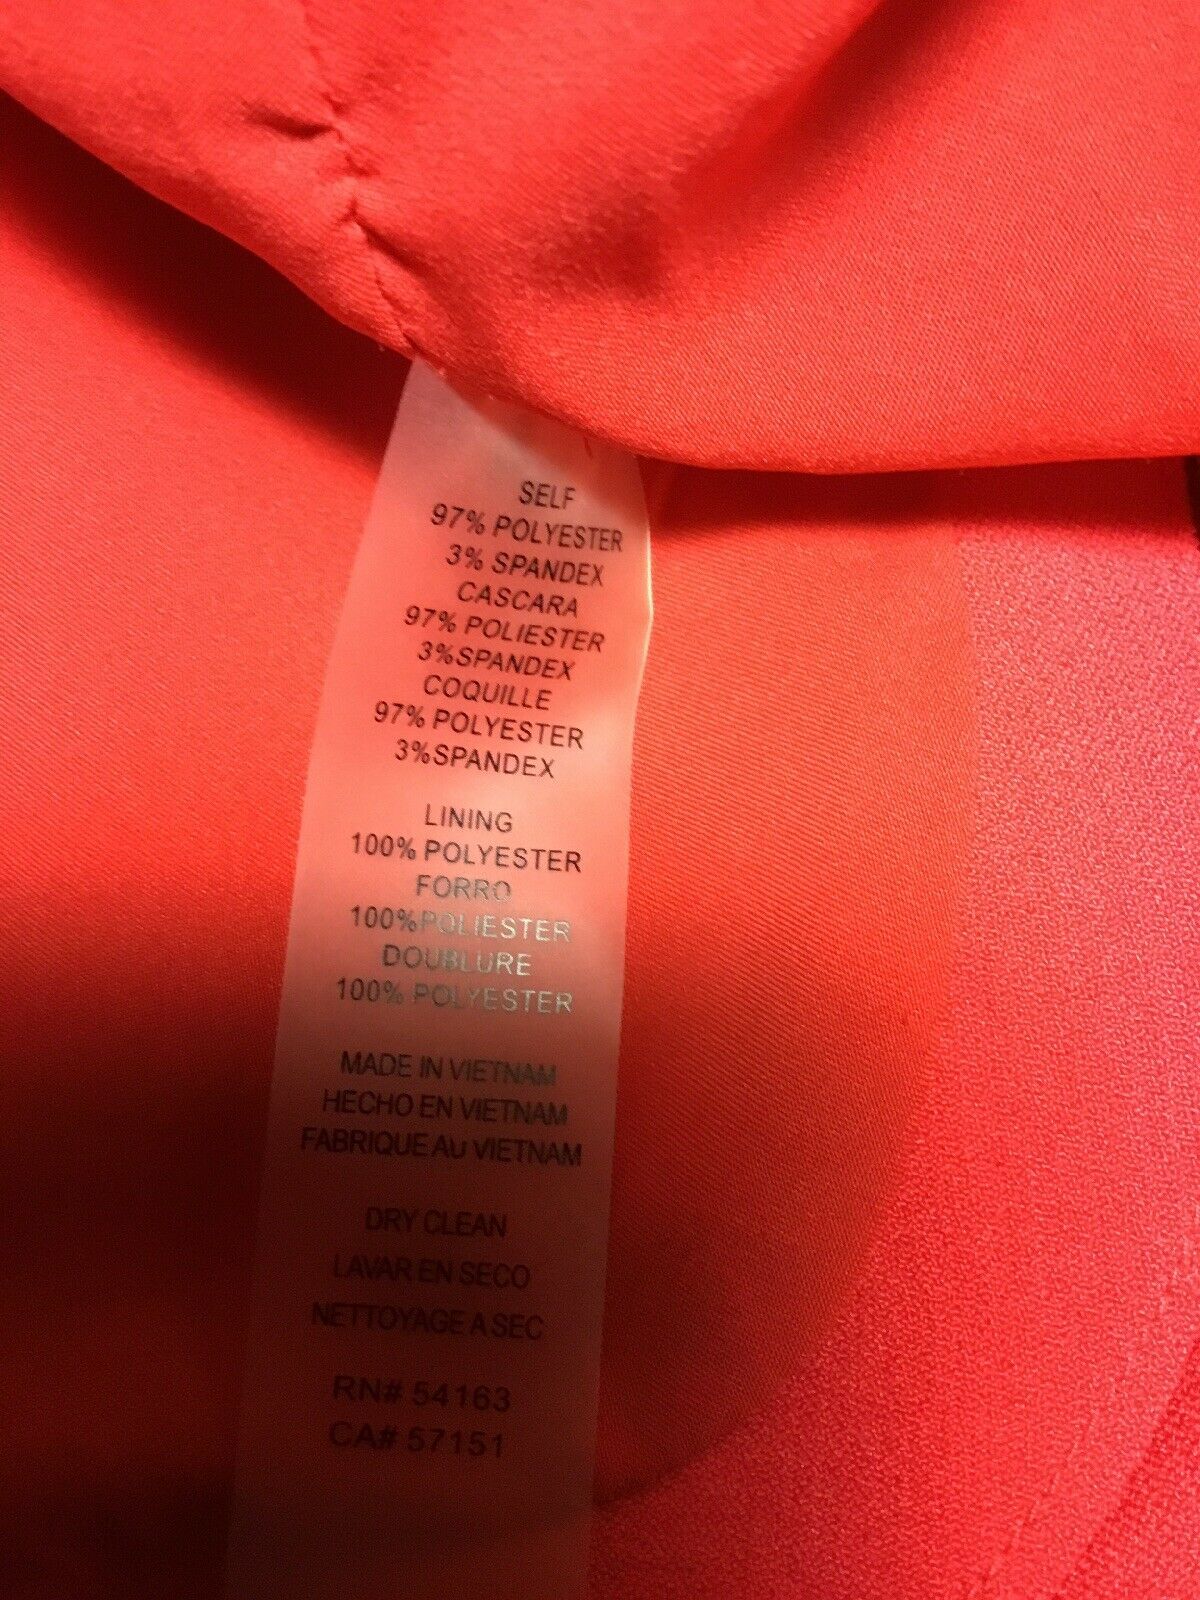 SELF
97% POLYESTER
3% SPANDEX
CASCARA
97% POLIESTER
3%SPANDEX
COQUILLE
97% POLYESTER
3%SPANDEX
LINING
100% POLYESTER
FORRO
100%POLIESTER
DOUBLURE
100% POLYESTER
MADE IN VIETNAM
HECHO EN VIETNAM
FABRIQUE AU VIETNAM
DRY CLEAN
LAVAR EN SECO
NETTOYAGE A SEC
RN# 54163
CA# 57151